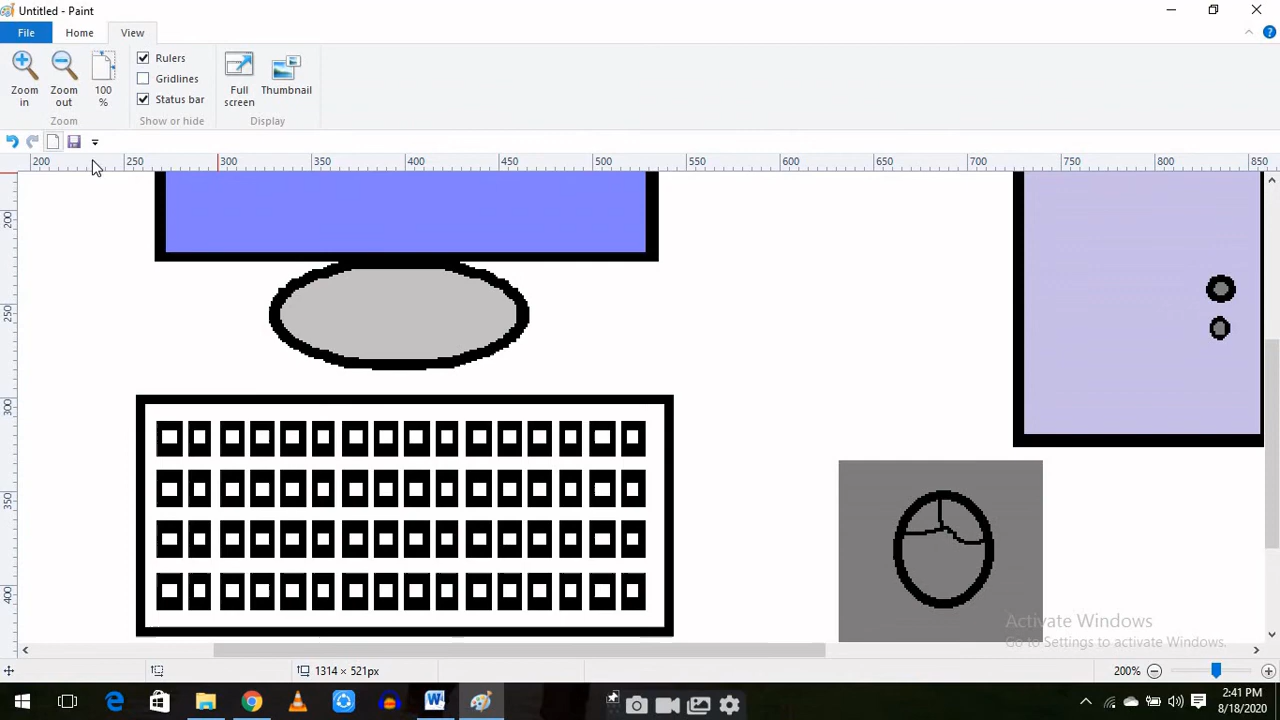 Untitled - Paint
File Home View
Zoom in
Zoom out
100 %
Rulers
Gridlines
Status bar
Full screen
Thumbnail
Zoom
Show or hide
Display
200 250 300 350 400 450 500 550 600 650 700 750 800 850
200
250
300
350
400
Activate Windows
Go to Settings to activate Windows.
1314 × 521px
200%
2:41 PM
8/18/2020